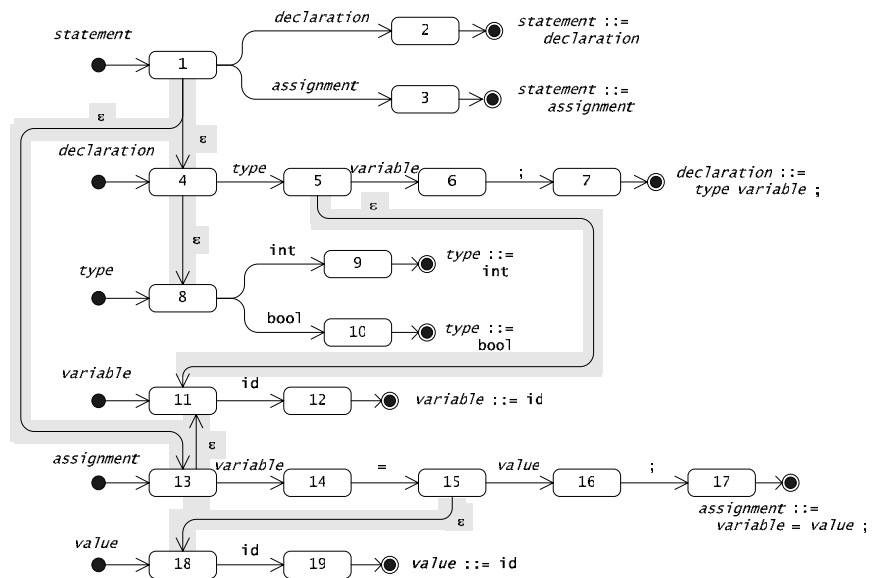 declaration
statement
1
2
statement ::=
declaration
assignment
3
statement ::=
assignment
ε
ε
declaration
4
type
5
variable
6
;
7
declaration ::=
type variable ;
ε
ε
type
8
int
9
type ::=
int
bool
10
type ::=
bool
variable
11
id
12
variable ::= id
ε
assignment
13
variable
14
=
15
value
16
;
17
assignment ::=
variable = value ;
ε
value
18
id
19
value ::= id